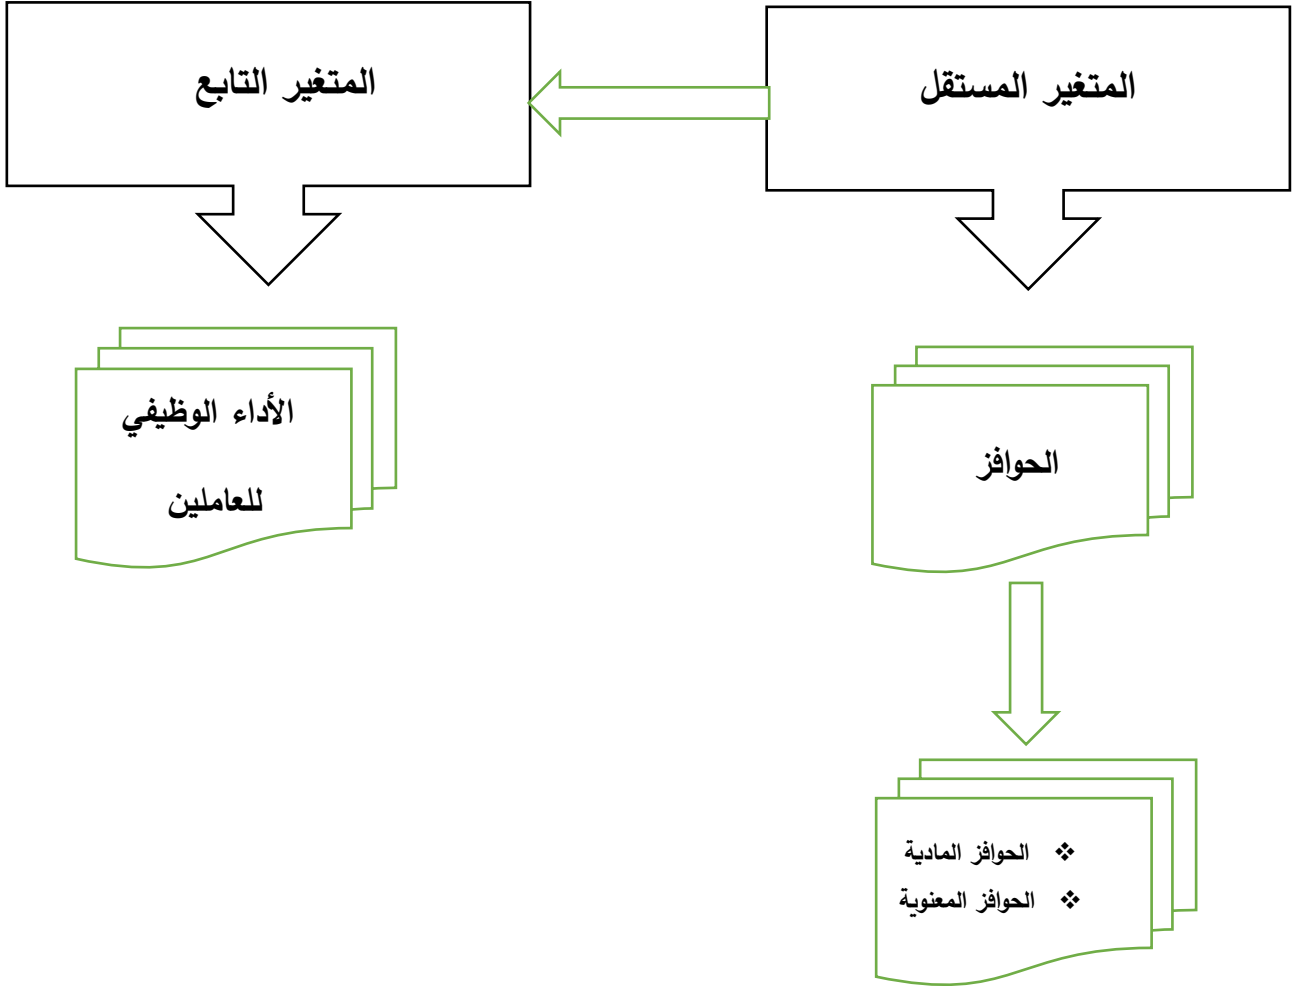 المتغير المستقل
المتغير التابع
الحوافز
الأداء الوظيفي
للعاملين
❖ الحوافز المادية
❖ الحوافز المعنوية